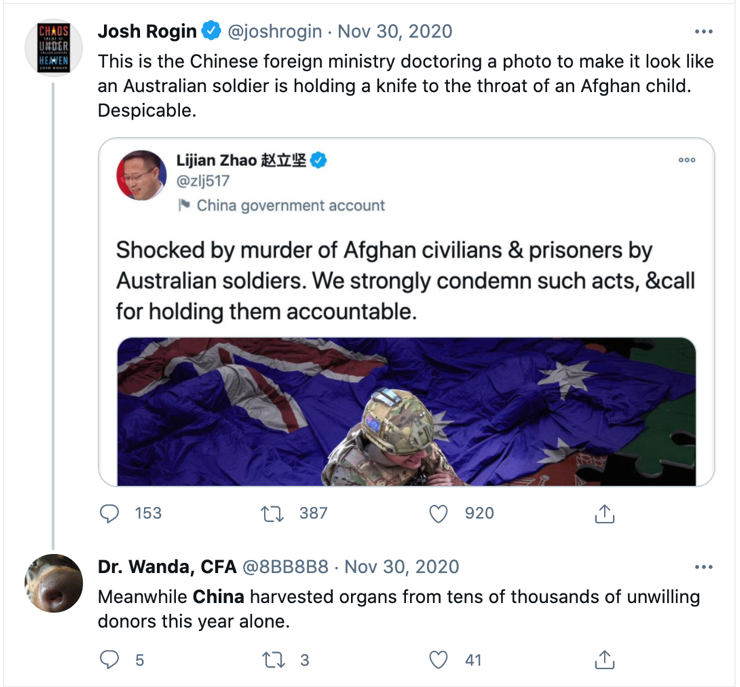 Josh Rogin @joshrogin · Nov 30, 2020
CHAOS
UNDER
HEAVEN
This is the Chinese foreign ministry doctoring a photo to make it look like
an Australian soldier is holding a knife to the throat of an Afghan child.
Despicable.
Lijian Zhao 赵立坚
@zlj517
China government account
Shocked by murder of Afghan civilians & prisoners by
Australian soldiers. We strongly condemn such acts, &call
for holding them accountable.
153 387 920
Dr. Wanda, CFA @8BB8B8 · Nov 30, 2020
Meanwhile China harvested organs from tens of thousands of unwilling
donors this year alone.
5 3 41